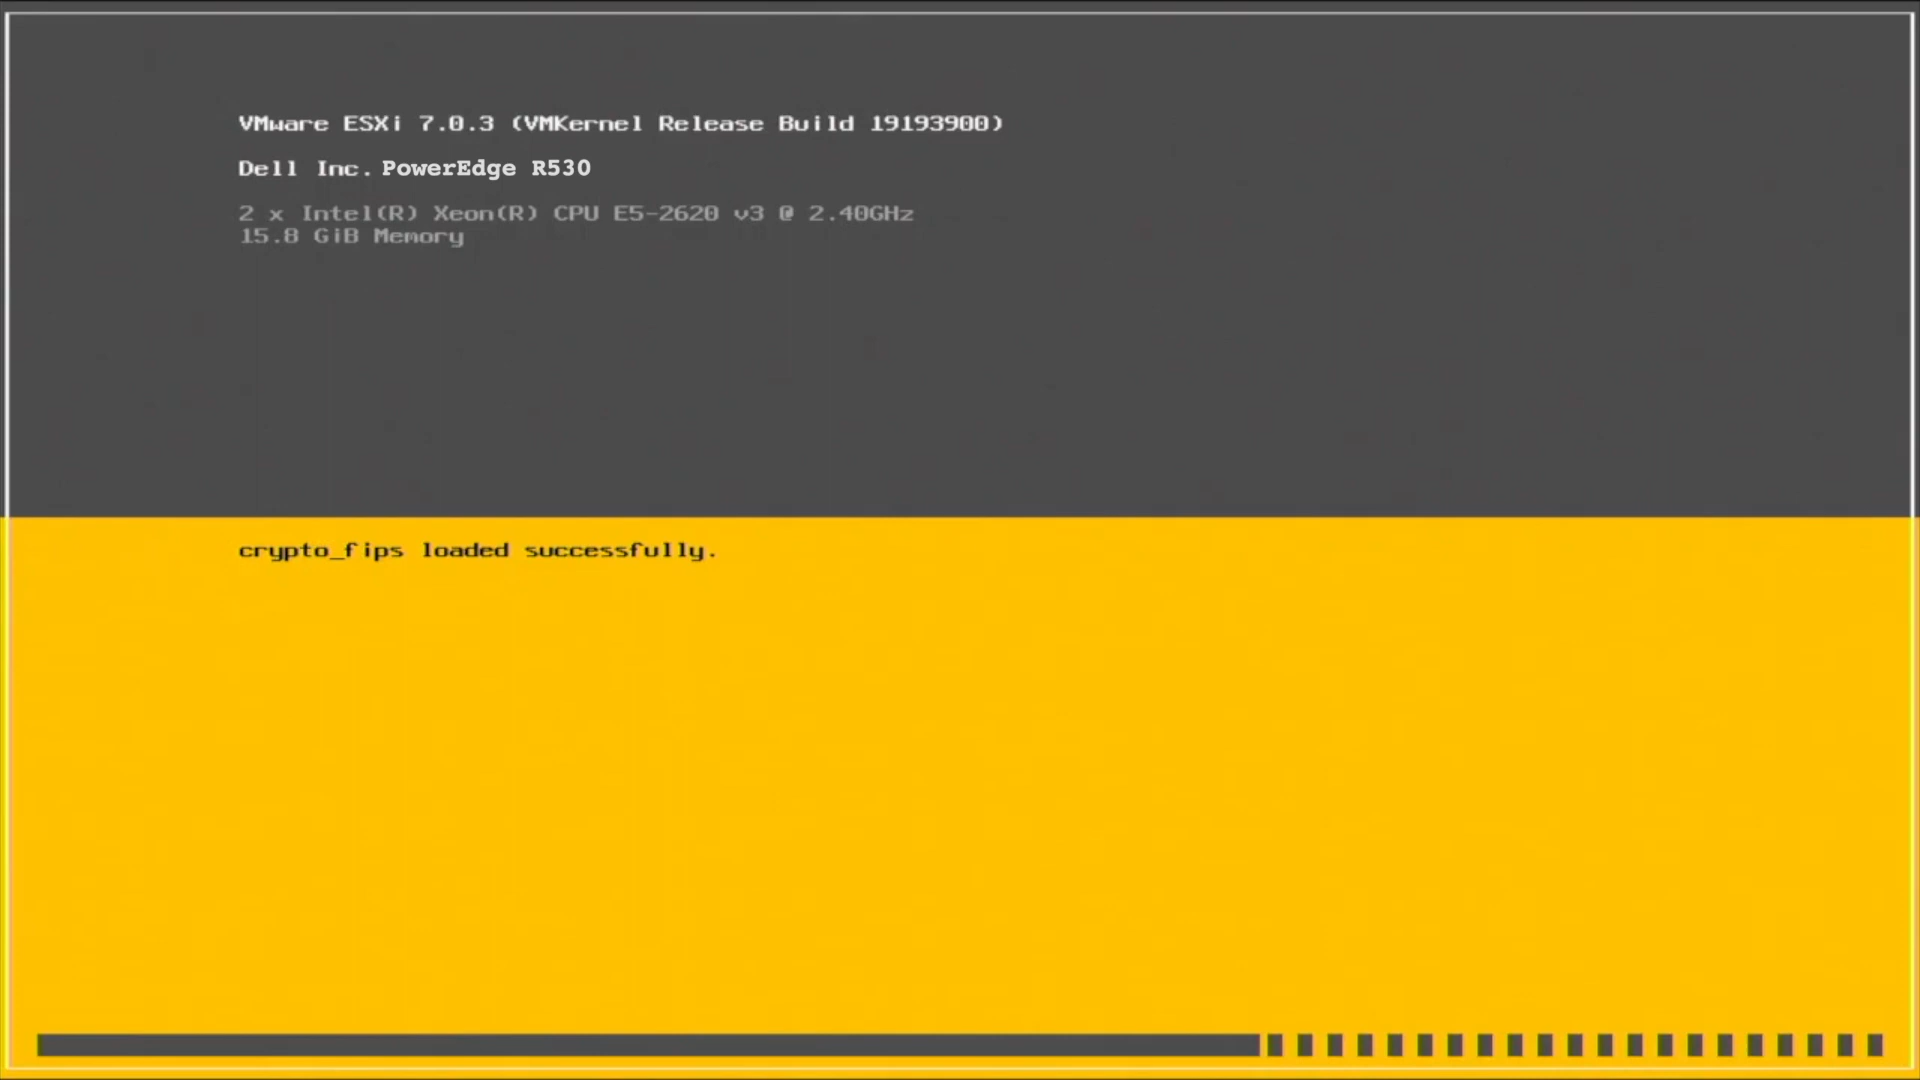 VMware ESXi 7.0.3 (VMKernel Release Build 19193900)
Dell Inc. PowerEdge R530
2 x Intel(R) Xeon(R) CPU E5-2620 v3 @ 2.40GHz
15.8 GiB Memory
crypto_fips loaded successfully.